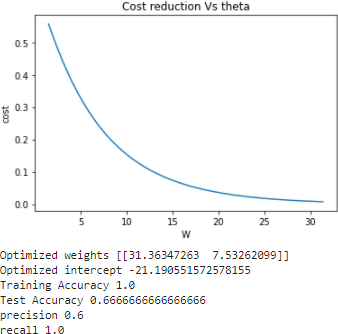 Cost reduction Vs theta
0.5
0.4
0.3
0.2
0.1
0.0
cost
5 10 15 20 25 30
W
Optimized weights [[31.36347263 7.53262099]]
Optimized intercept -21.190551572578155
Training Accuracy 1.0
Test Accuracy 0.6666666666666666
precision 0.6
recall 1.0